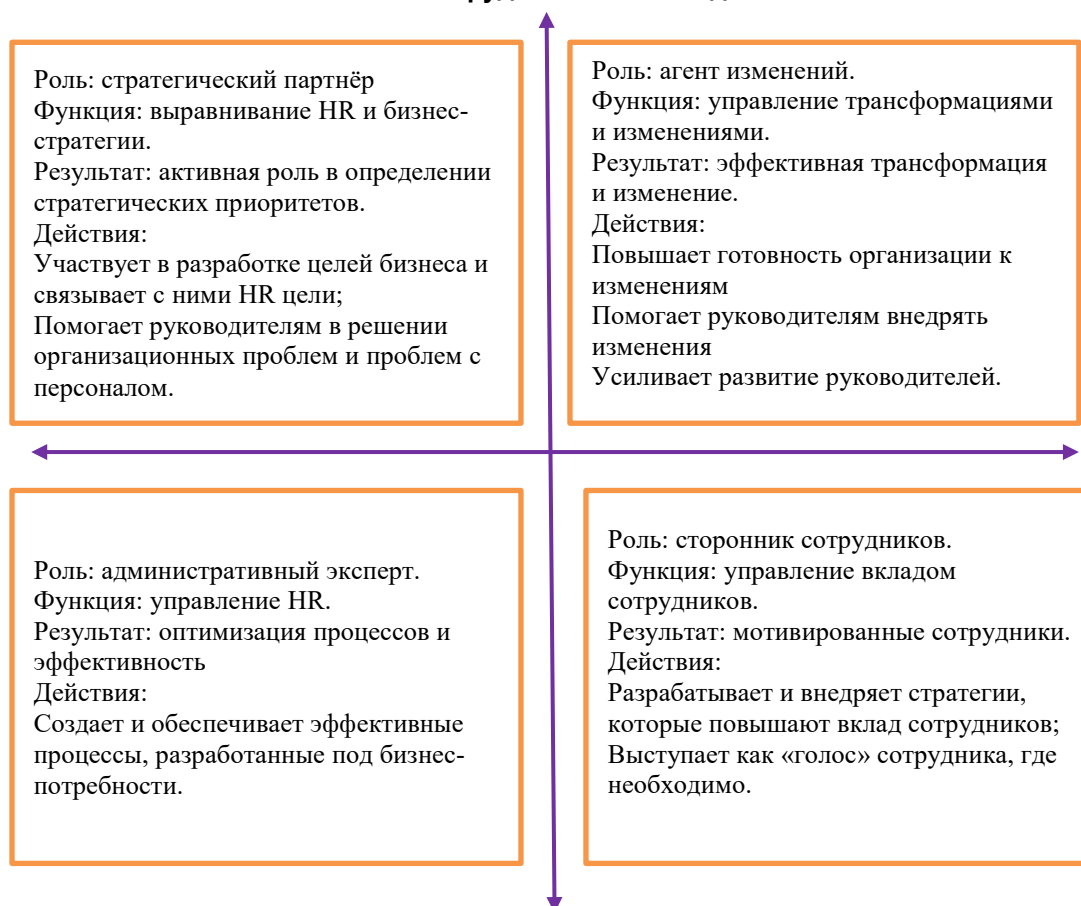 Роль: стратегический партнёр
Функция: выравнивание HR и бизнес-
стратегии.
Результат: активная роль в определении
стратегических приоритетов.
Действия:
Участвует в разработке целей бизнеса и
связывает с ними HR цели;
Помогает руководителям в решении
организационных проблем и проблем с
персоналом.
Роль: агент изменений.
Функция: управление трансформациями
и изменениями.
Результат: эффективная трансформация
и изменение.
Действия:
Повышает готовность организации к
изменениям
Помогает руководителям внедрять
изменения
Усиливает развитие руководителей.
Роль: административный эксперт.
Функция: управление HR.
Результат: оптимизация процессов и
эффективность
Действия:
Создает и обеспечивает эффективные
процессы, разработанные под бизнес-
потребности.
Роль: сторонник сотрудников.
Функция: управление вкладом
сотрудников.
Результат: мотивированные сотрудники.
Действия:
Разрабатывает и внедряет стратегии,
которые повышают вклад сотрудников;
Выступает как «голос» сотрудника, где
необходимо.